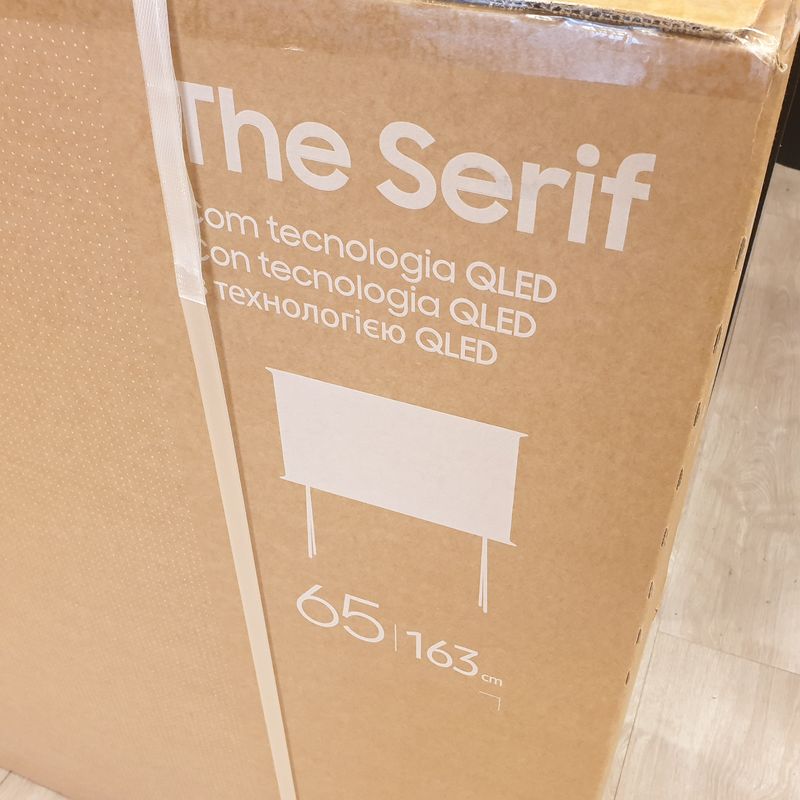 The Serif
com tecnologia QLED
Con tecnologia QLED
з технологією QLED
65 | 163 cm